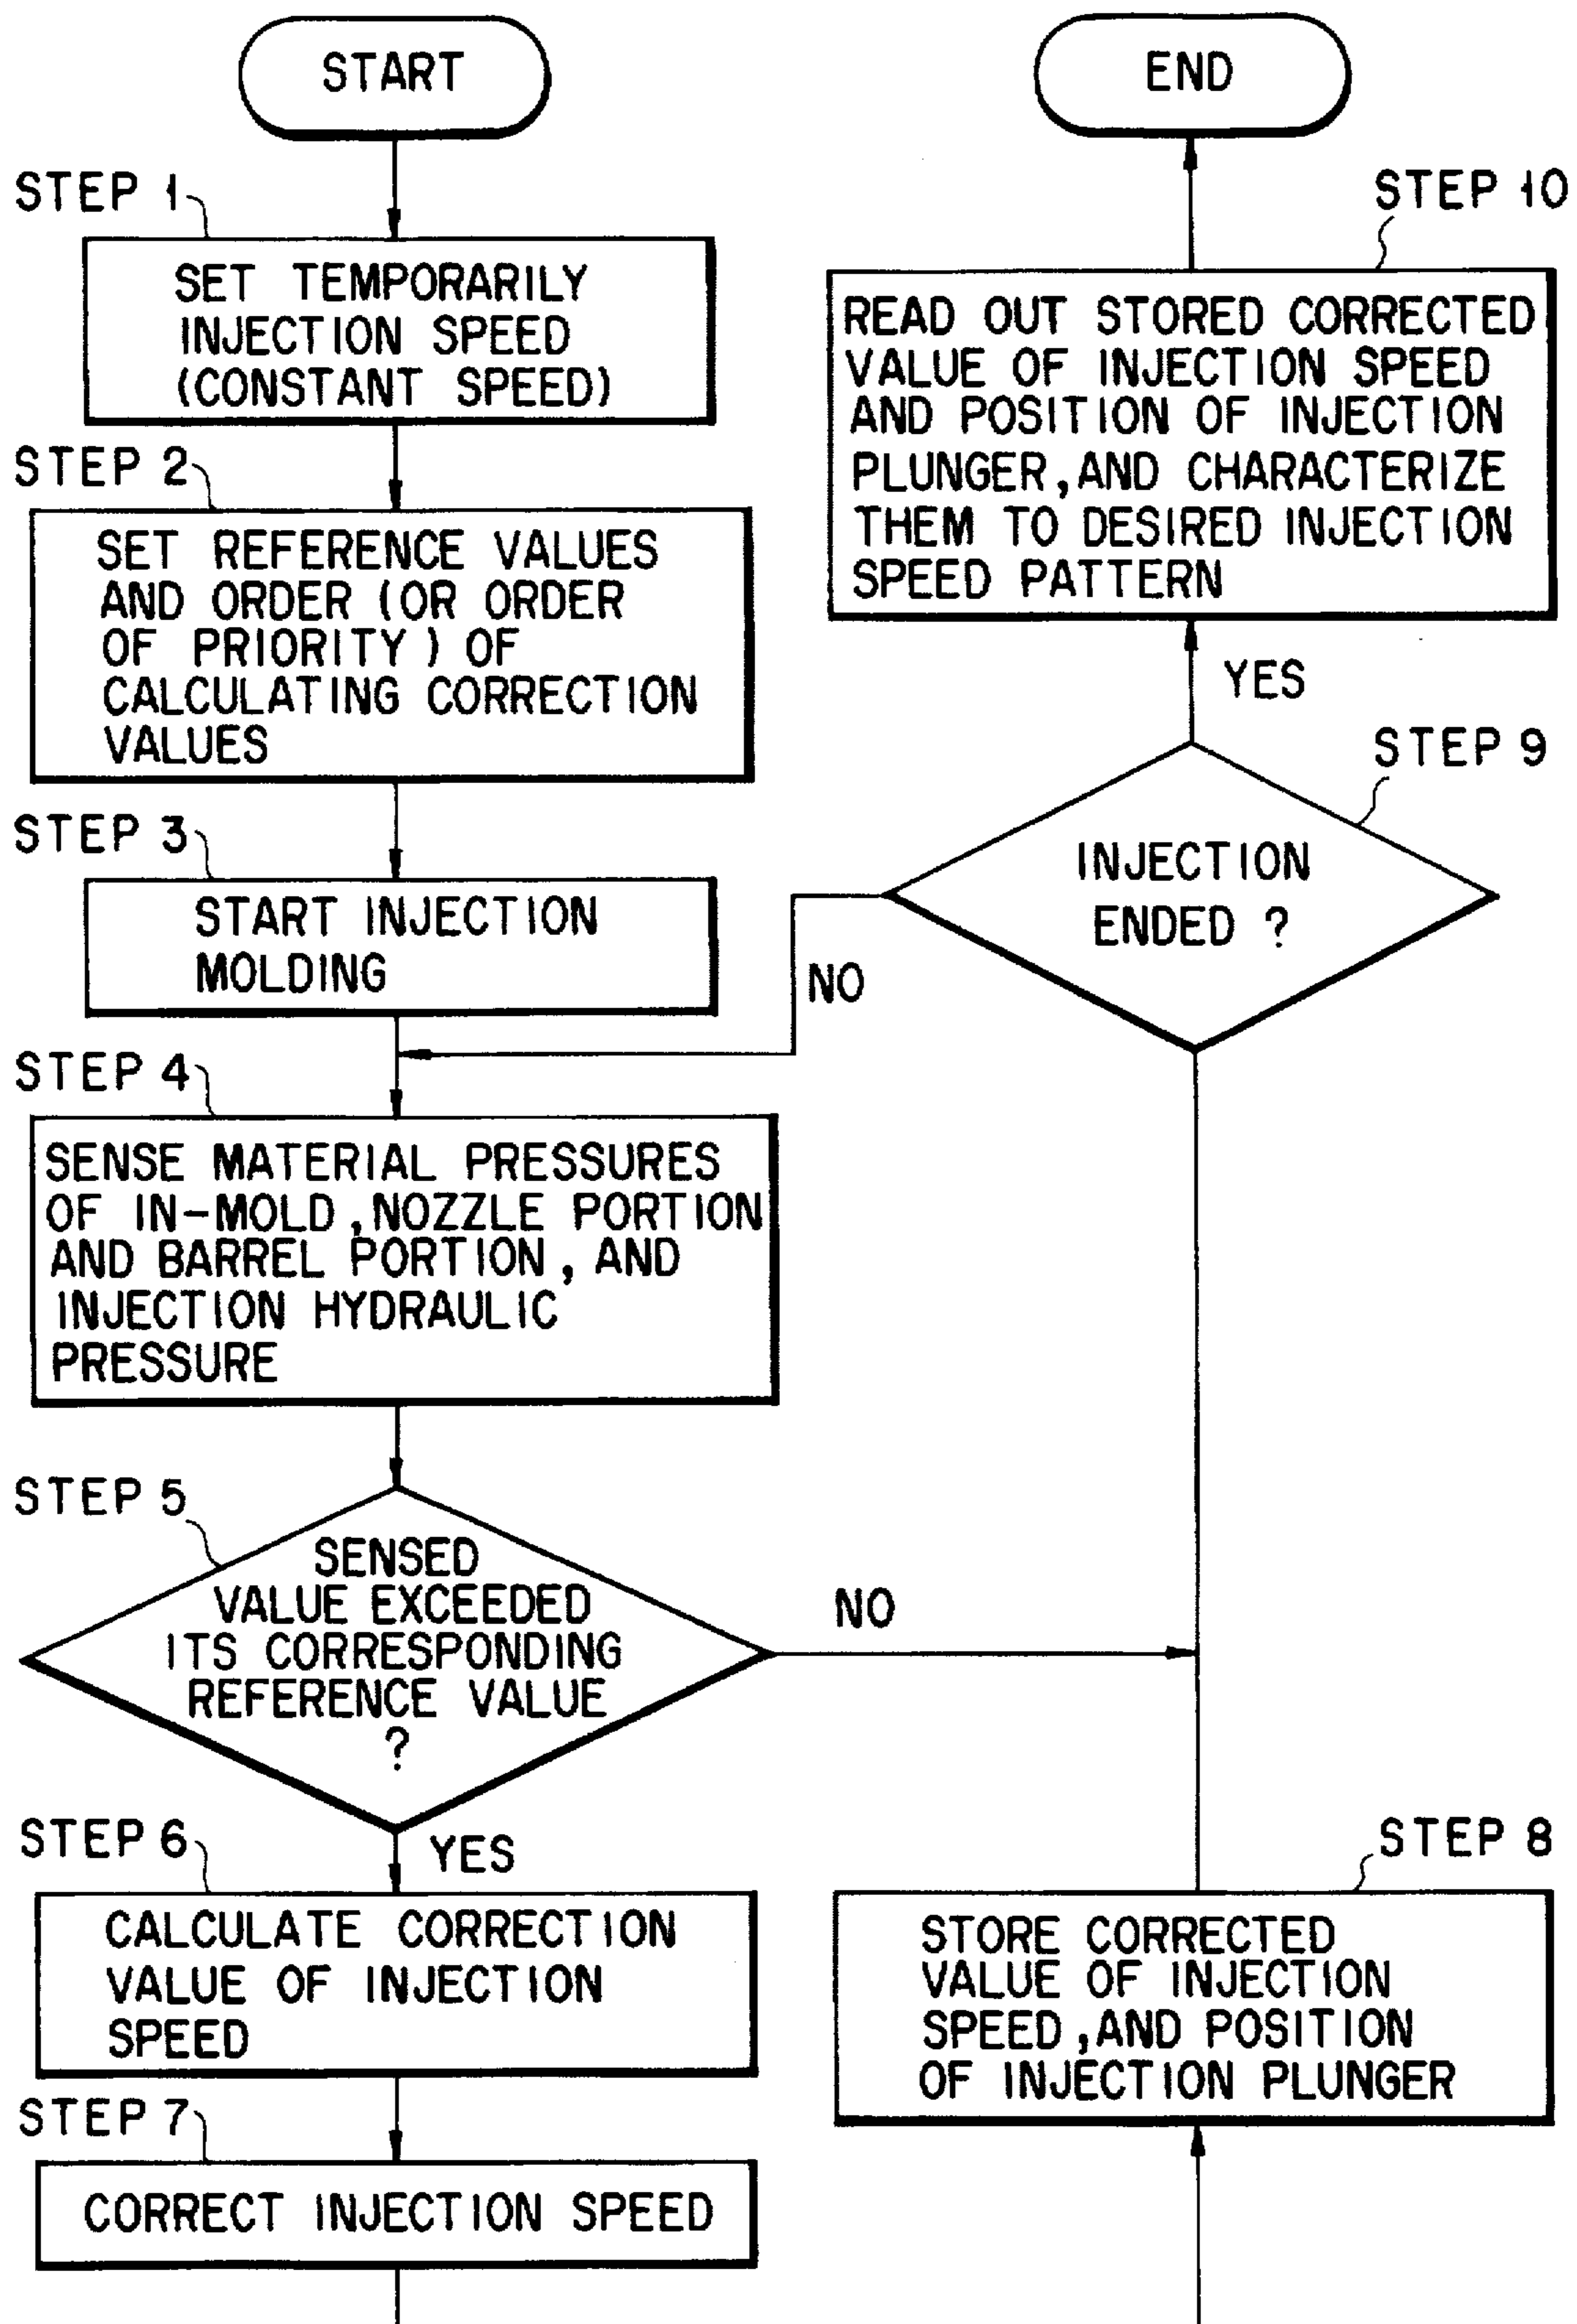 START
STEP 1
SET TEMPORARILY
INJECTION SPEED
(CONSTANT SPEED)
STEP 2
SET REFERENCE VALUES
AND ORDER (OR ORDER
OF PRIORITY) OF
CALCULATING CORRECTION
VALUES
STEP 3
START INJECTION
MOLDING
STEP 4
SENSE MATERIAL PRESSURES
OF IN-MOLD, NOZZLE PORTION
AND BARREL PORTION, AND
INJECTION HYDRAULIC
PRESSURE
STEP 5
SENSED
VALUE EXCEEDED
ITS CORRESPONDING
REFERENCE VALUE
?
NO
YES
STEP 6
CALCULATE CORRECTION
VALUE OF INJECTION
SPEED
STEP 7
CORRECT INJECTION SPEED
STEP 8
STORE CORRECTED
VALUE OF INJECTION
SPEED, AND POSITION
OF INJECTION PLUNGER
STEP 9
INJECTION
ENDED ?
NO
YES
STEP 10
READ OUT STORED CORRECTED
VALUE OF INJECTION SPEED
AND POSITION OF INJECTION
PLUNGER, AND CHARACTERIZE
THEM TO DESIRED INJECTION
SPEED PATTERN
END